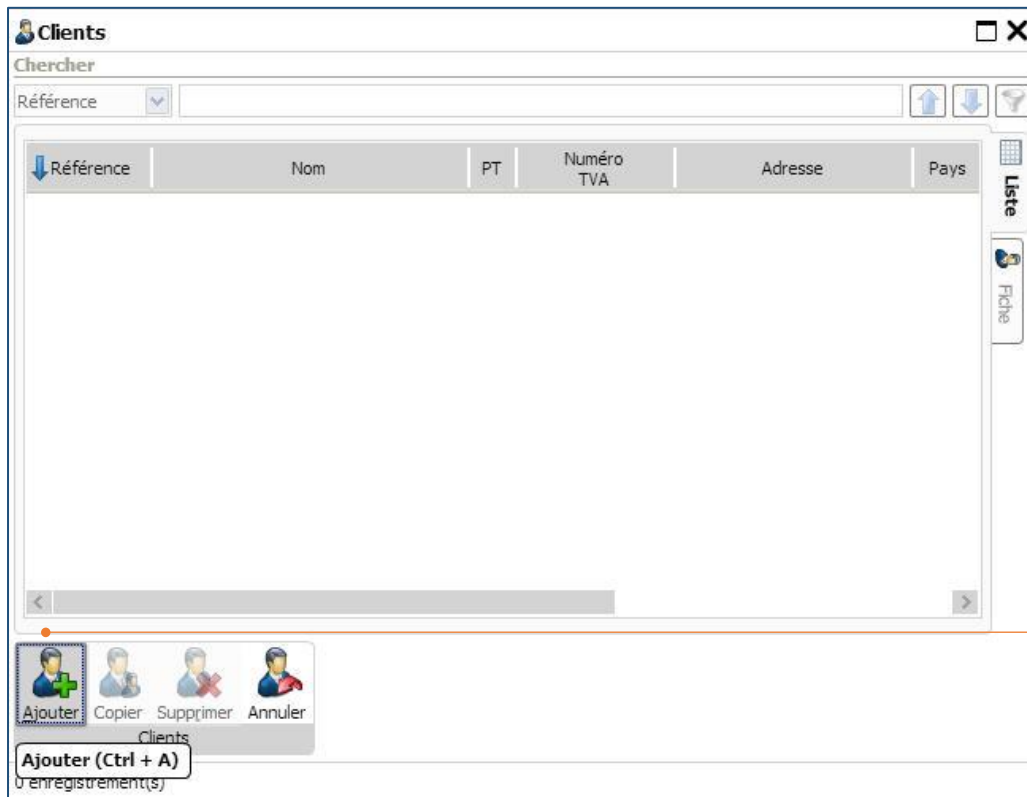 Clients
Chercher
Référence
Référence Nom PT Numéro TVA Adresse Pays
Liste
Fiche
Ajouter Copier Supprimer Annuler
Clients
Ajouter (Ctrl + A)
0 enregistrement(s)